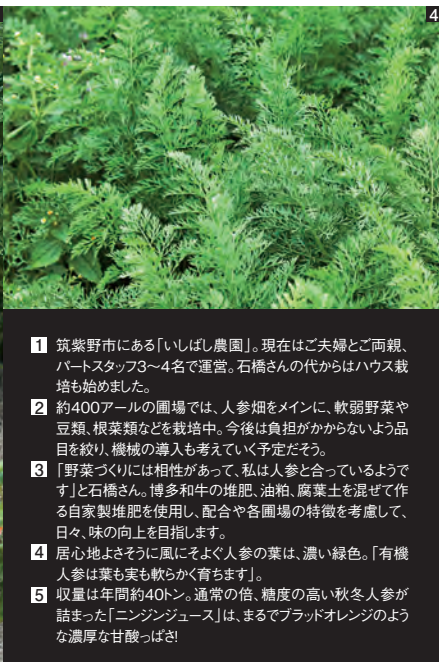 4
1 筑紫野市にある「いしばし農園」。現在はご夫婦とご両親、
パートスタッフ3〜4名で運営。石橋さんの代からはハウス栽
培も始めました。
2 約400アールの圃場では、人参畑をメインに、軟弱野菜や
豆類、根菜類などを栽培中。今後は負担がかからないよう品
目を絞り、機械の導入も考えていく予定だそう。
3 「野菜づくりには相性があって、私は人参と合っているようで
す」と石橋さん。博多和牛の堆肥、油粕、腐葉土を混ぜて作
る自家製堆肥を使用し、配合や各圃場の特徴を考慮して、
日々、味の向上を目指します。
4 居心地よさそうに風にそよぐ人参の葉は、濃い緑色。「有機
人参は葉も実も軟らかく育ちます」。
5 収量は年間約40トン。通常の倍、糖度の高い秋冬人参が
詰まった「ニンジンジュース」は、まるでブラッドオレンジのよう
な濃厚な甘酸っぱさ!